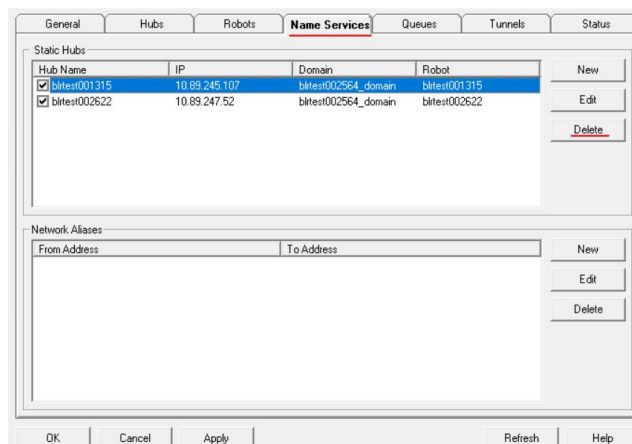 General Hubs Robots Name Services Queues Tunnels Status
Static Hubs
Hub Name IP Domain Robot
blrtest001315 10.89.245.107 blrtest002564_domain blrtest001315
blrtest002622 10.89.247.52 blrtest002564_domain blrtest002622
New
Edit
Delete
Network Aliases
From Address To Address
New
Edit
Delete
OK Cancel Apply Refresh Help